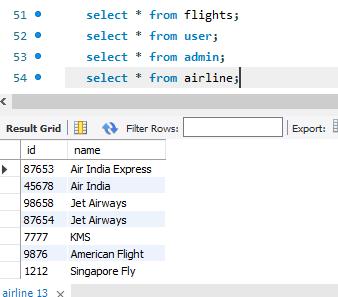 51 select * from flights;
52 select * from user;
53 select * from admin;
54 select * from airline;
Result Grid Filter Rows: Export:
id name
87653 Air India Express
45678 Air India
98658 Jet Airways
87654 Jet Airways
7777 KMS
9876 American Flight
1212 Singapore Fly
airline 13 ×